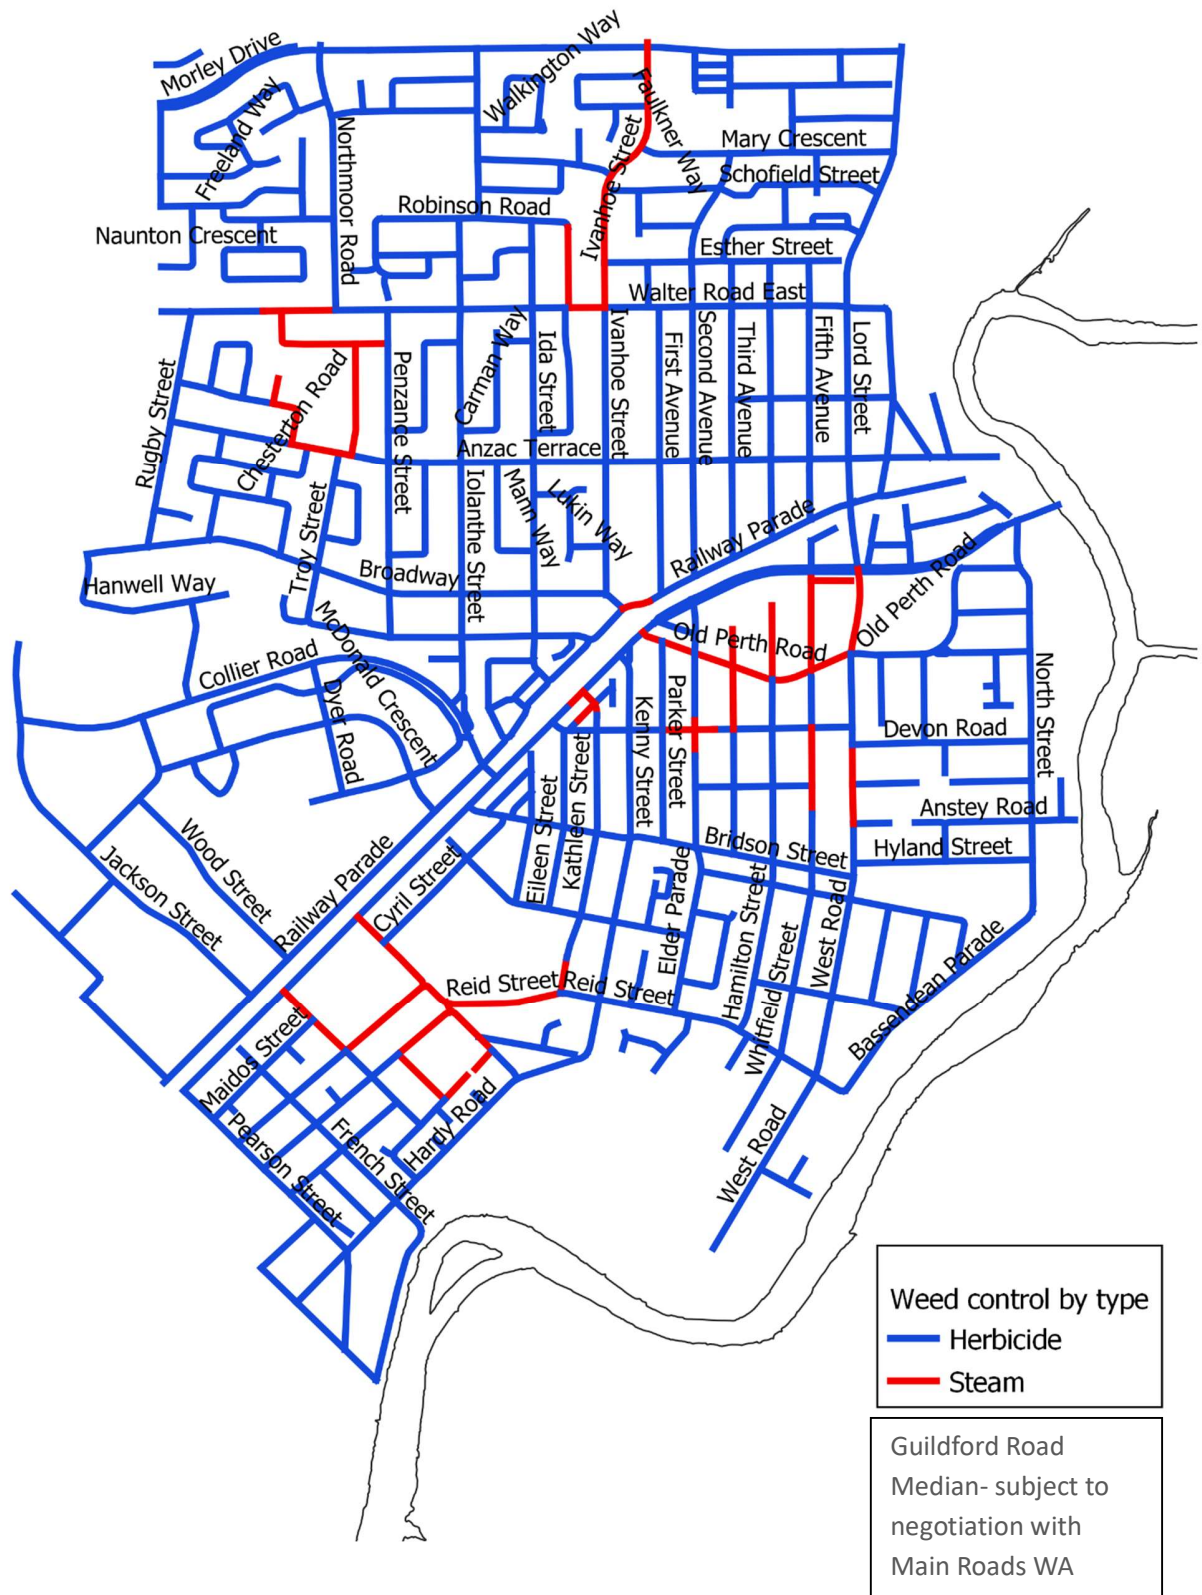 Morley Drive
Walkington Way
Freeland Way
Faulkner Way
Northmoor Road
Mary Crescent
Ivanhoe Street
Schofield Street
Robinson Road
Naunton Crescent
Esther Street
Walter Road East
Carman Way
Ida Street
Ivanhoe Street
First Avenue
Second Avenue
Third Avenue
Fifth Avenue
Lord Street
Rugby Street
Chesterton Road
Penzance Street
Anzac Terrace
Iolanthe Street
Mann Way
Lukin Way
Troy Street
Railway Parade
Broadway
Hanwell Way
McDonald Crescent
Old Perth Road
Old Perth Road
Collier Road
Dyer Road
Kenny Street
Parker Street
North Street
Devon Road
Eileen Street
Kathleen Street
Anstey Road
Wood Street
Bridson Street
Hyland Street
Jackson Street
Railway Parade
Cyril Street
Elder Parade
Hamilton Street
Whitfield Street
West Road
Bassendean Parade
Reid Street
Reid Street
Maidos Street
Pearson Street
French Street
Hardy Road
West Road
Weed control by type
Herbicide
Steam
Guildford Road
Median- subject to
negotiation with
Main Roads WA